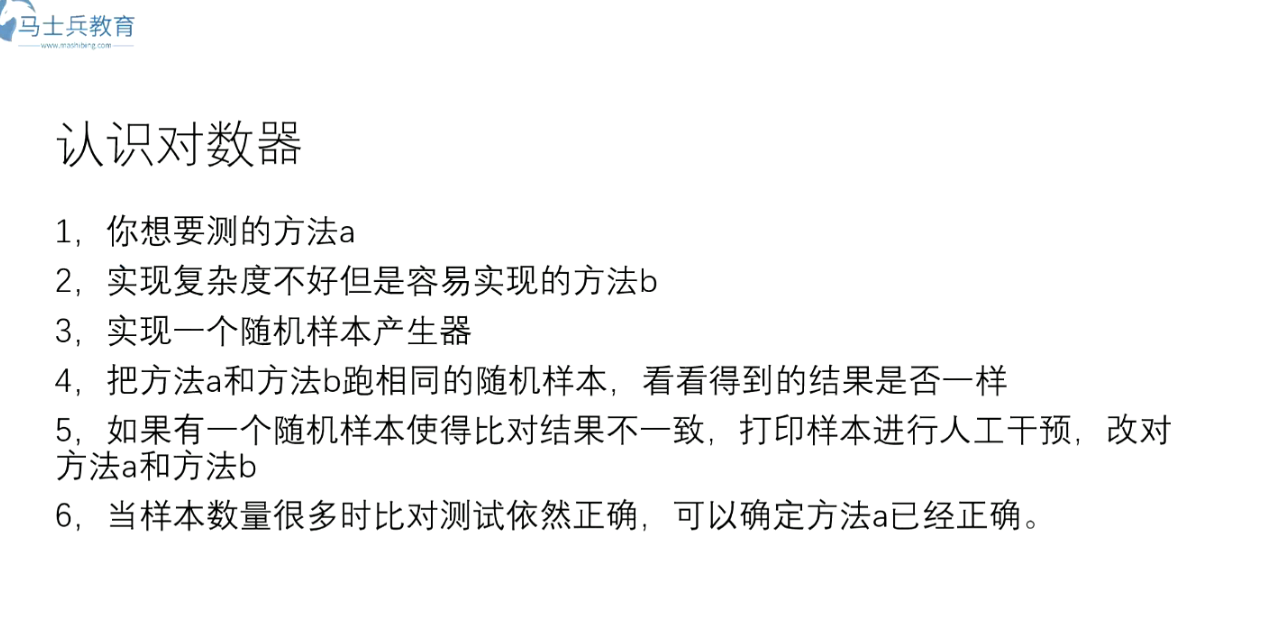 马士兵教育
www.mashibing.com
认识对数器
1，你想要测的方法a
2，实现复杂度不好但是容易实现的方法b
3，实现一个随机样本产生器
4，把方法a和方法b跑相同的随机样本，看看得到的结果是否一样
5，如果有一个随机样本使得比对结果不一致，打印样本进行人工干预，改对
方法a和方法b
6，当样本数量很多时比对测试依然正确，可以确定方法a已经正确。